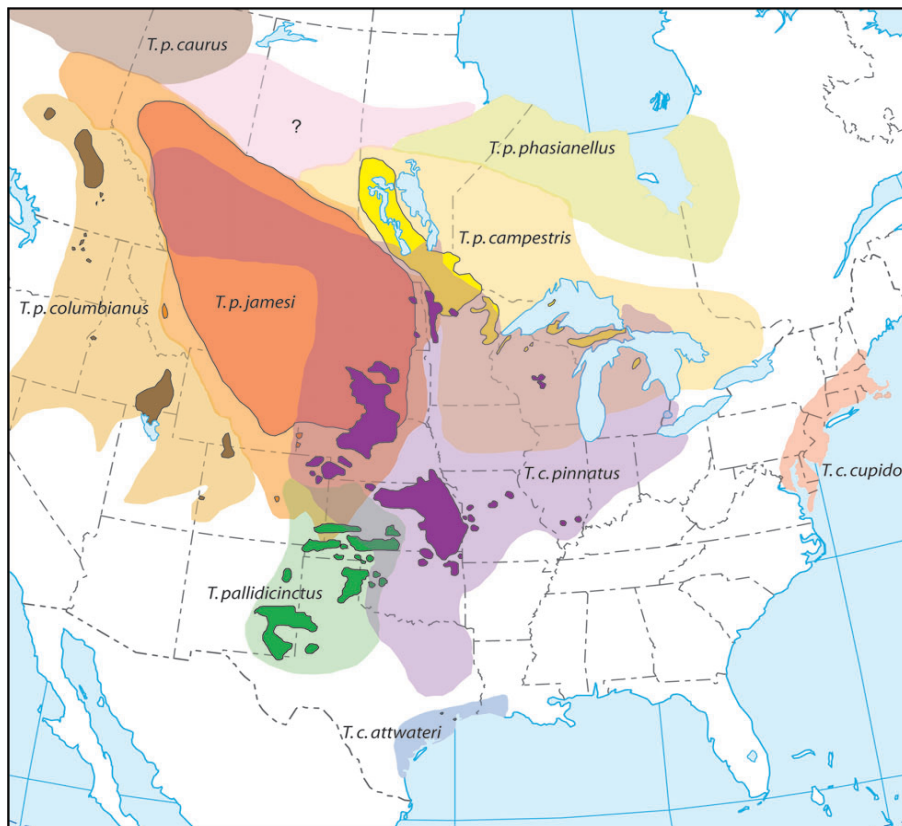 T. p. caurus
?
T. p. phasianellus
T. p. campestris
T. p. columbianus
T. p. jamesi
T. c. pinnatus
T. c. cupido
T. pallidicinctus
T. c. attwateri